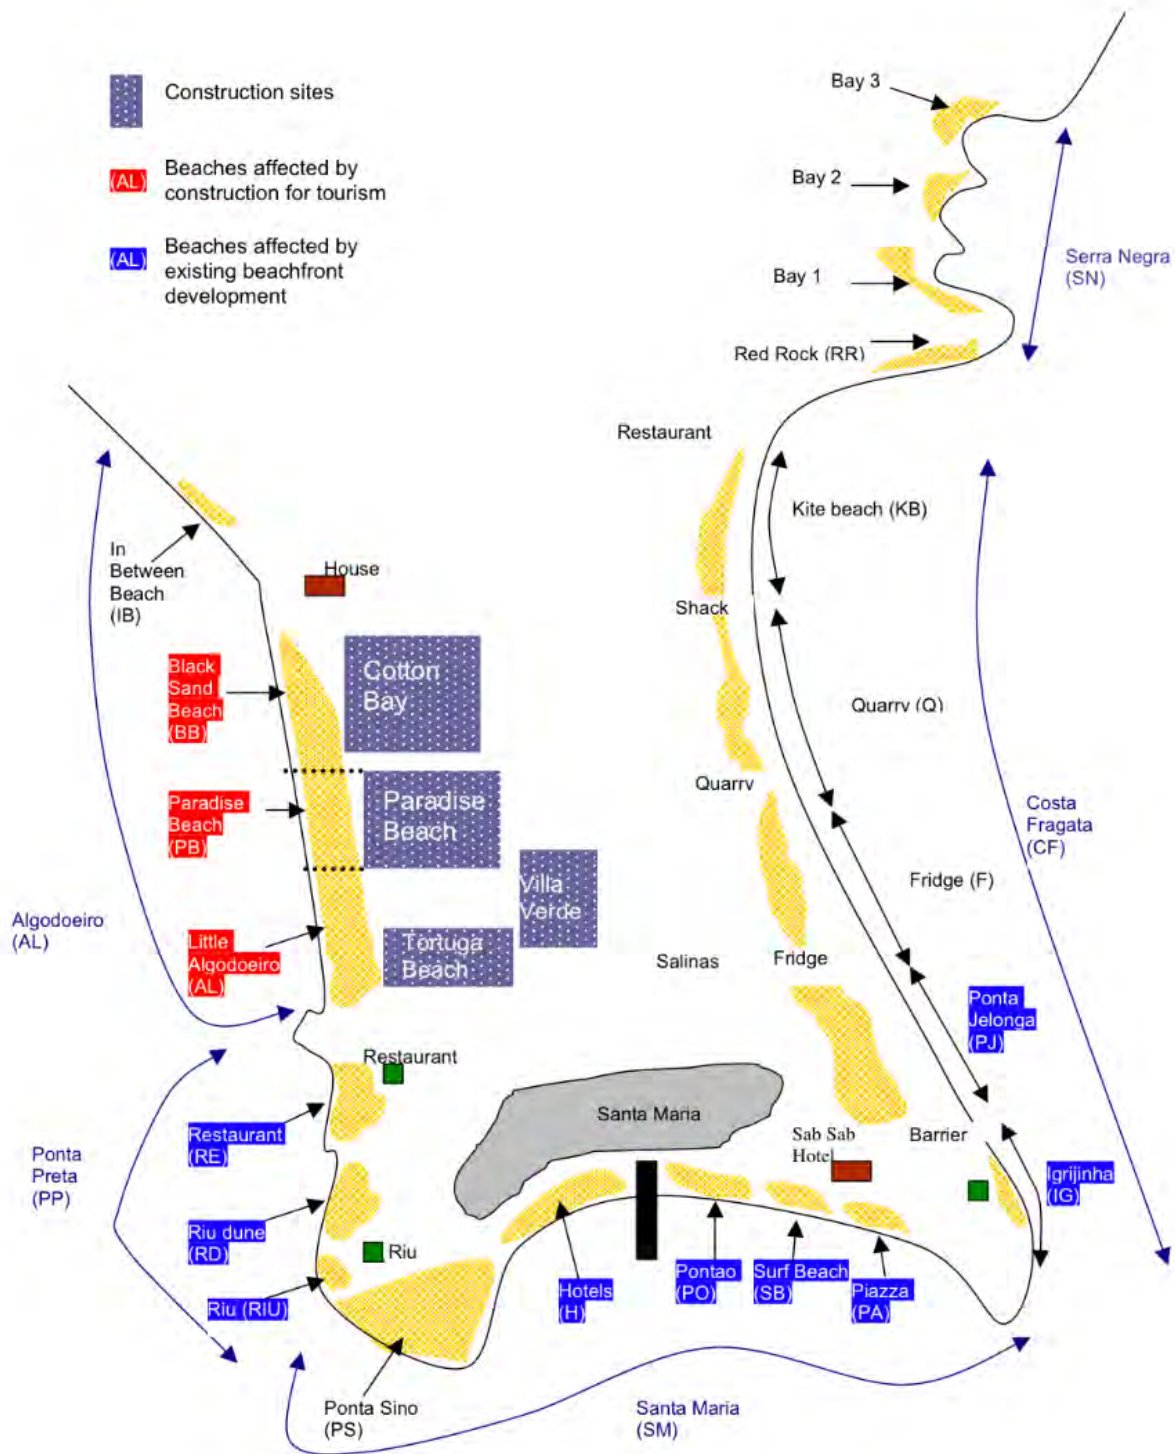 Construction sites
(AL)
Beaches affected by
construction for tourism
(AL)
Beaches affected by
existing beachfront
development
Bay 3
Bay 2
Bay 1
Serra Negra
(SN)
Red Rock (RR)
Restaurant
Kite beach (KB)
In
Between
Beach
(IB)
House
Shack
Black
Sand
Beach
(BB)
Cotton
Bay
Quarry (Q)
Quarry
Paradise
Beach
(PB)
Paradise
Beach
Costa
Fragata
(CF)
Villa
Verde
Fridge (F)
Algodoeiro
(AL)
Little
Algodoeiro
(AL)
Tortuga
Beach
Salinas
Fridge
Ponta
Jelonga
(PJ)
Restaurant
Santa Maria
Restaurant
(RE)
Sab Sab
Hotel
Barrier
Ponta
Preta
(PP)
Igrijinha
(IG)
Riu dune
(RD)
Riu
Riu (RIU)
Hotels
(H)
Pontao
(PO)
Surf Beach
(SB)
Piazza
(PA)
Ponta Sino
(PS)
Santa Maria
(SM)